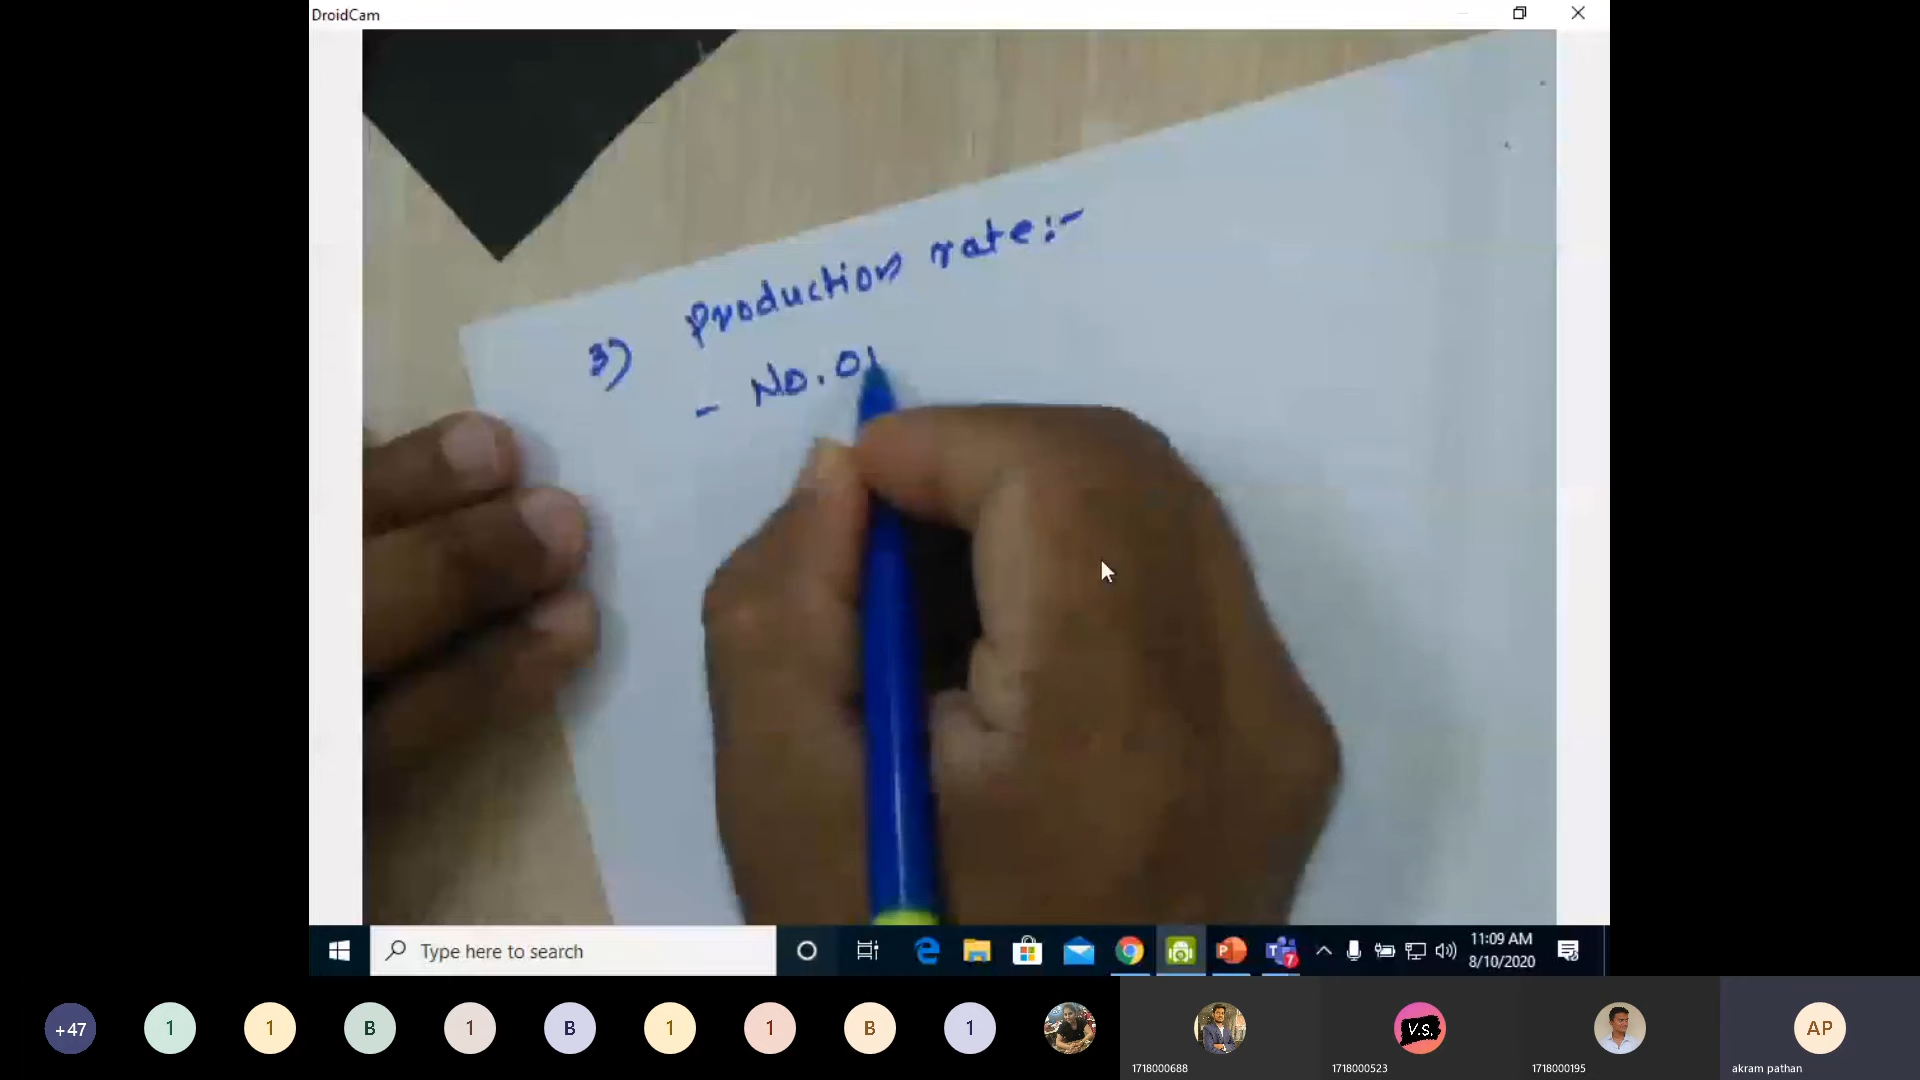 DroidCam
3) Production rate:-
- No. of
Type here to search
11:09 AM
8/10/2020
7
+47
1
1
B
1
B
1
1
B
1
V.S.
AP
1718000688
1718000523
1718000195
akram pathan